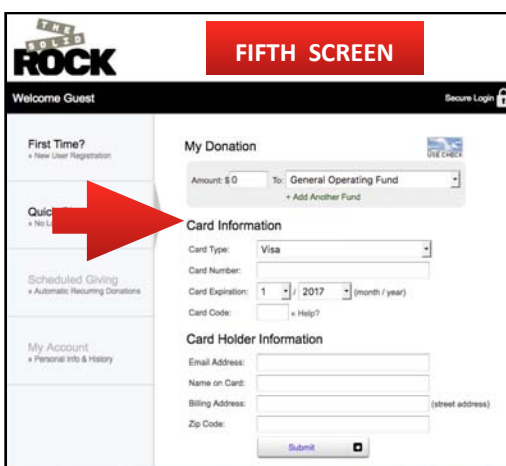 THE
SOLID
ROCK
FIFTH SCREEN
Welcome Guest
Secure Login
First Time?
» New User Registration
» No
Scheduled Giving
» Automatic Recurring Donations
My Account
» Personal Info & History
My Donation
USE CHECK
Amount: $ 0 To: General Operating Fund
+ Add Another Fund
Card Information
Card Type: Visa
Card Number:
Card Expiration: 1 / 2017 (month / year)
Card Code: » Help?
Card Holder Information
Email Address:
Name on Card:
Billing Address: (street address)
Zip Code:
Submit